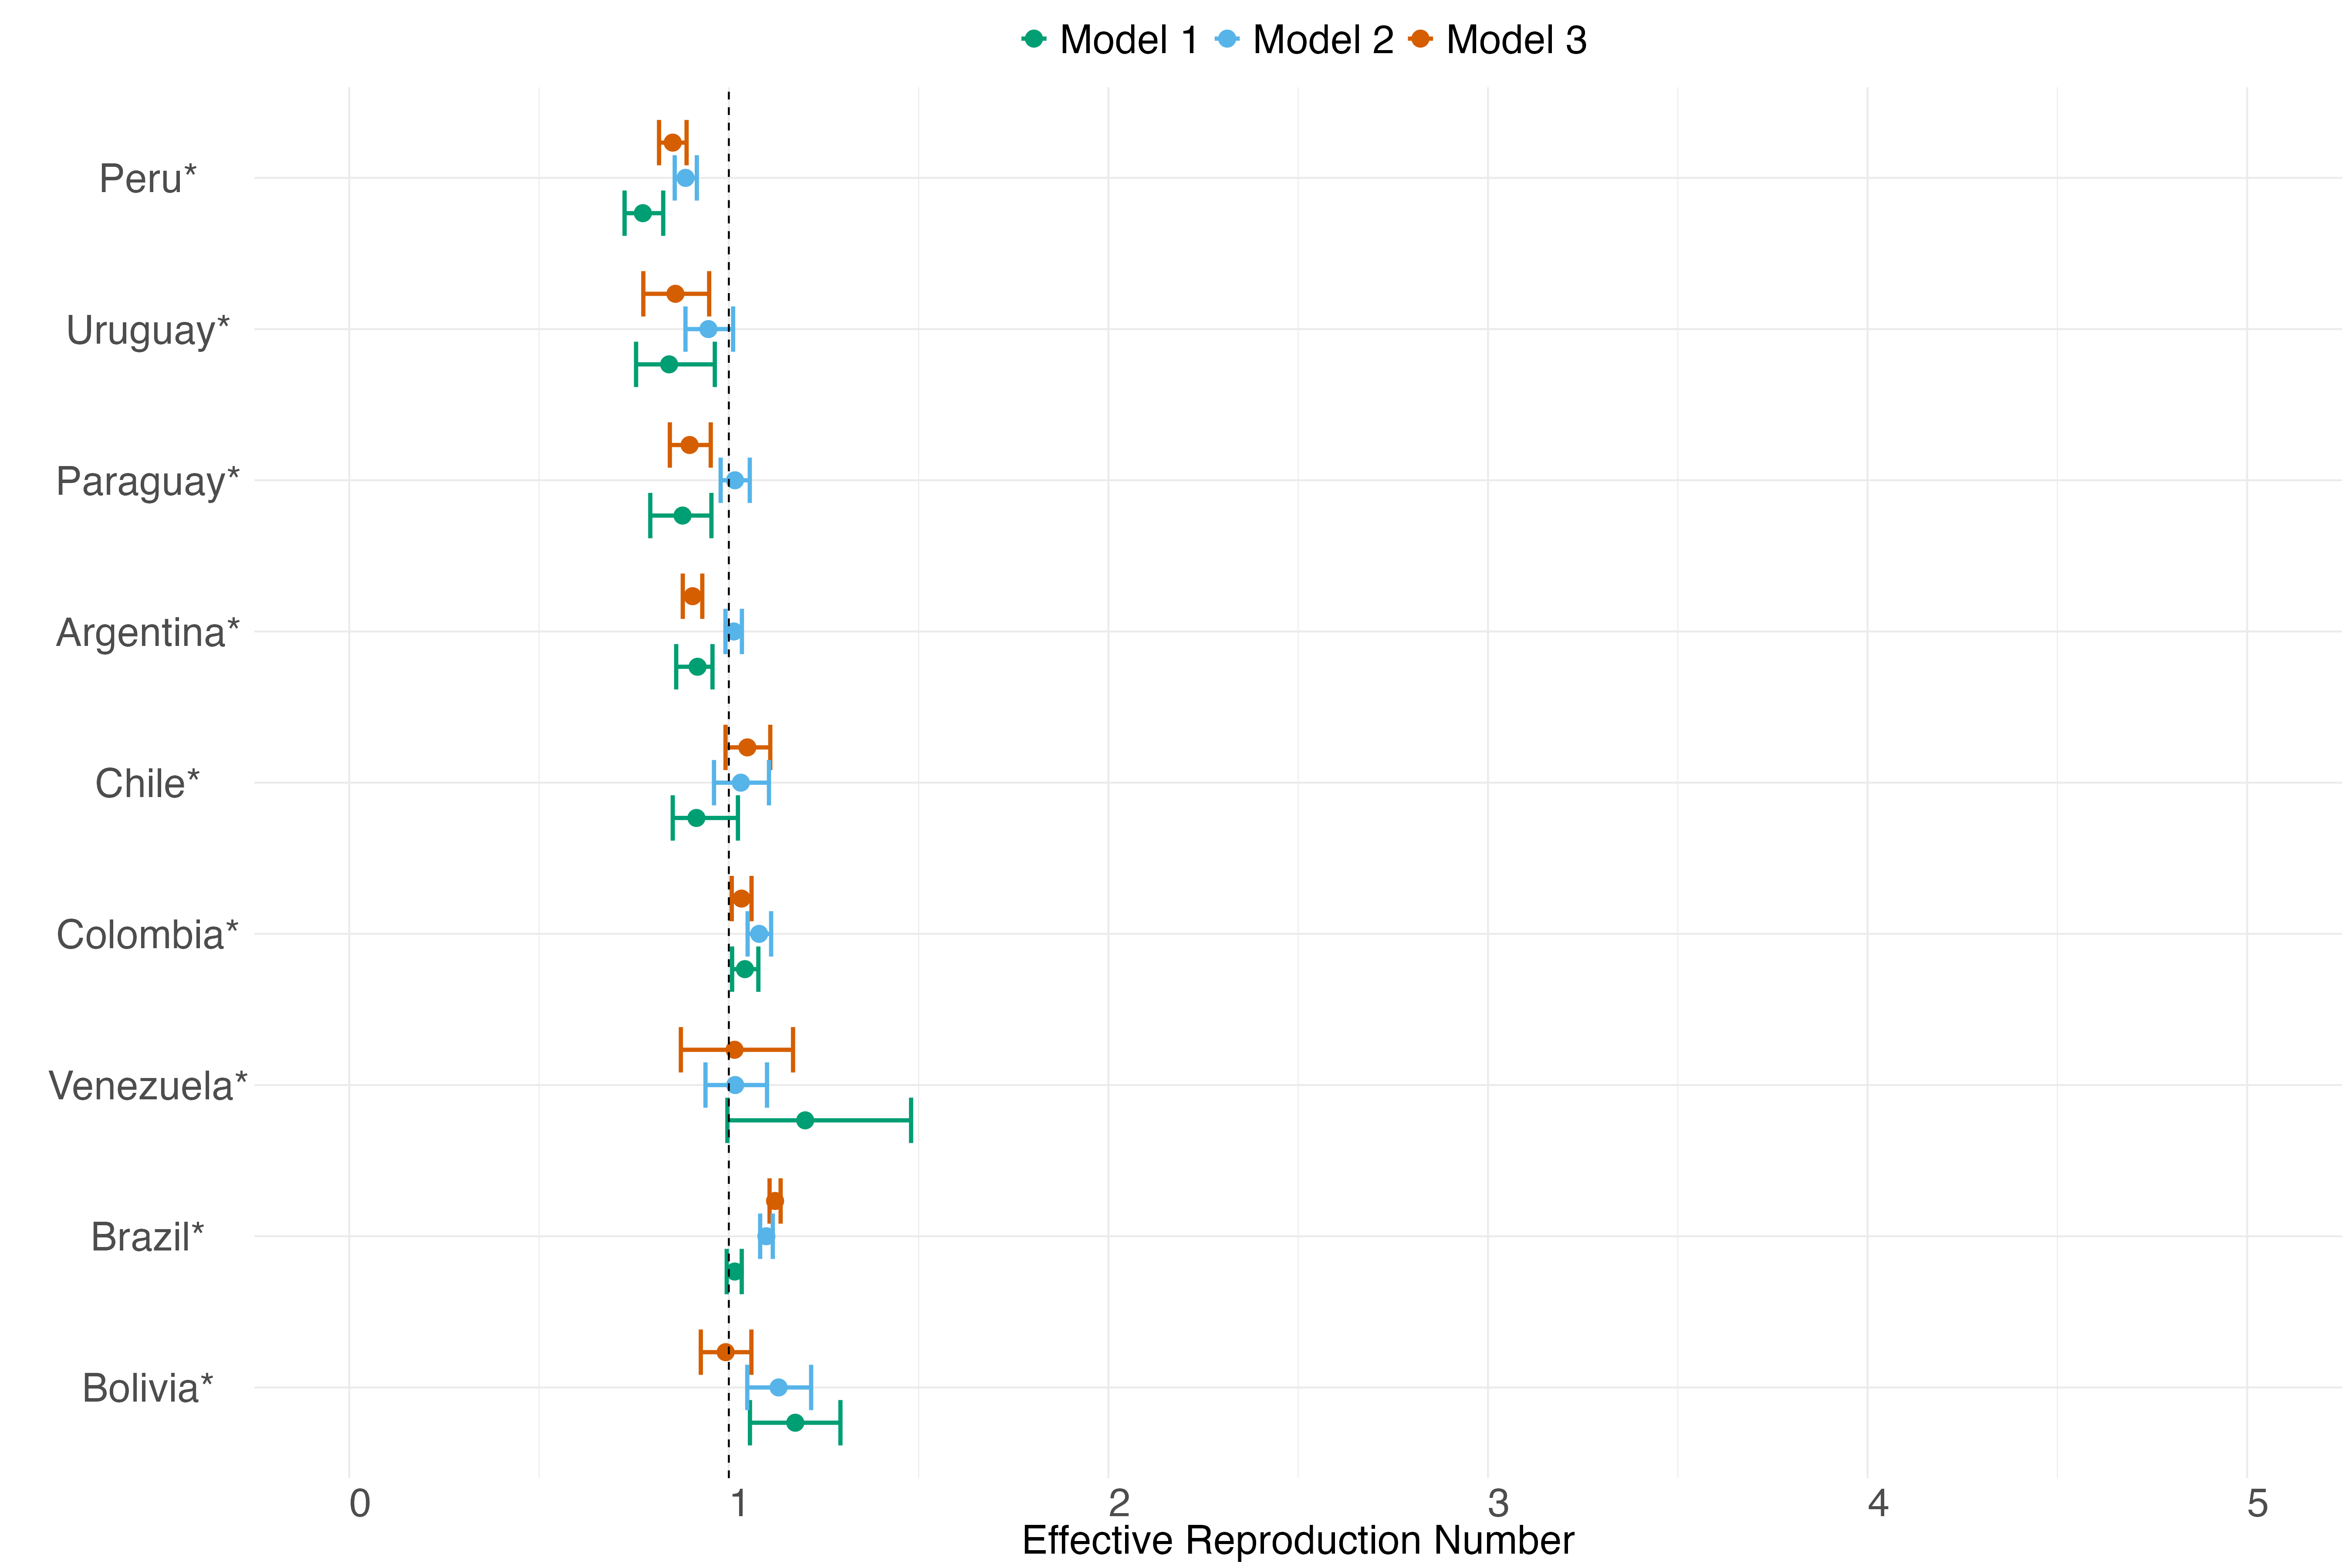 Model 1 Model 2 Model 3
Peru*
Uruguay*
Paraguay*
Argentina*
Chile*
Colombia*
Venezuela*
Brazil*
Bolivia*
0 1 2 3 4 5
Effective Reproduction Number